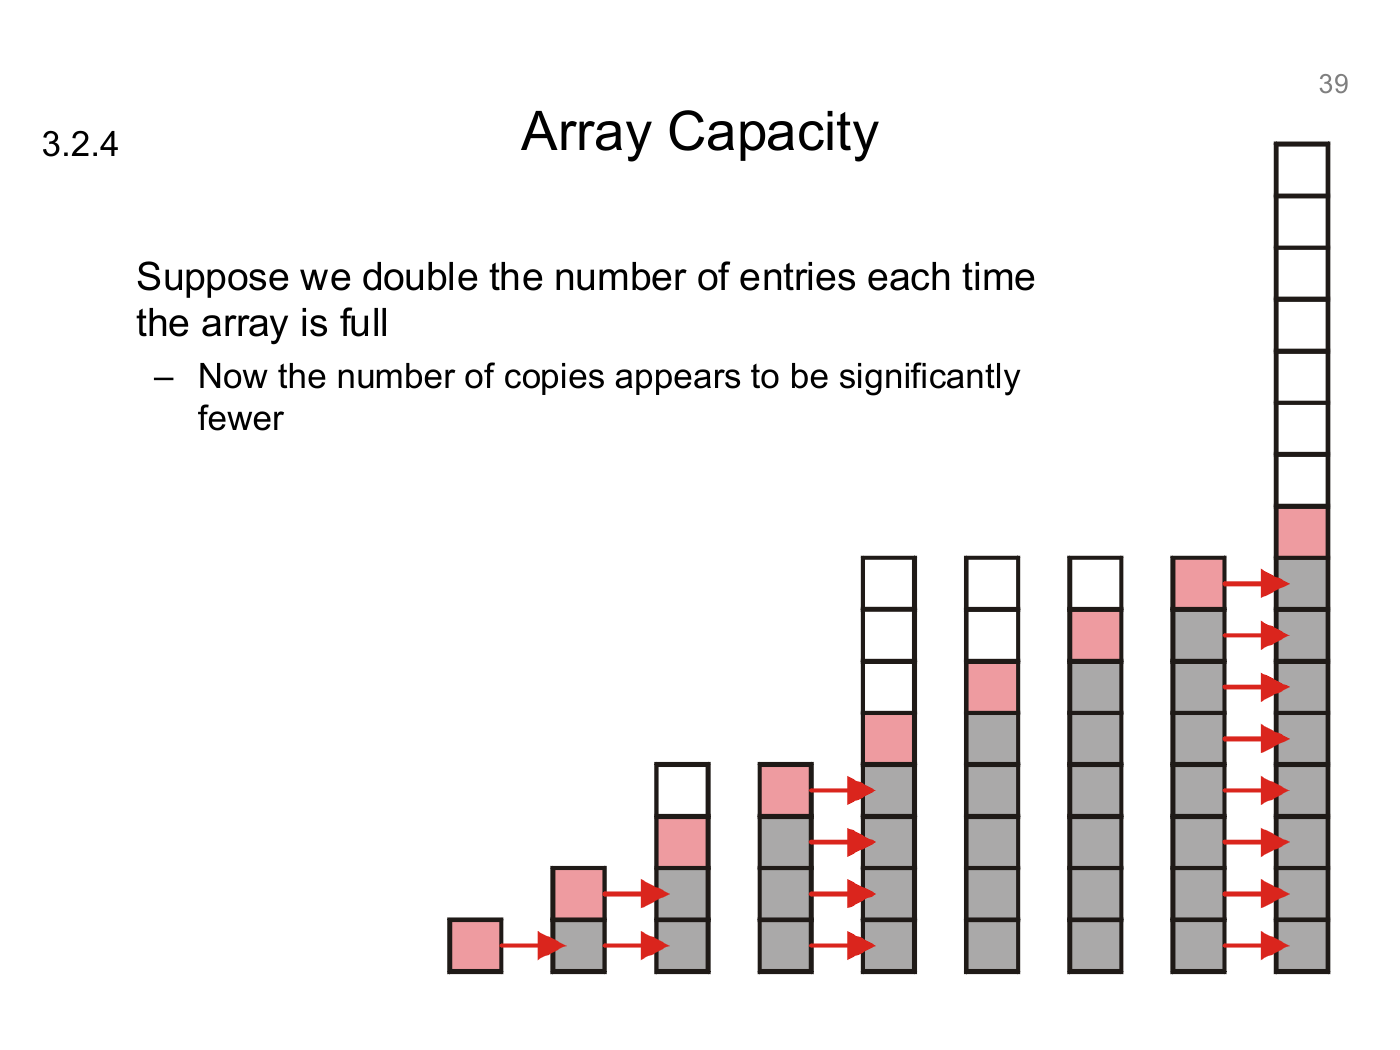 39
3.2.4
Array Capacity
Suppose we double the number of entries each time
the array is full
– Now the number of copies appears to be significantly
fewer